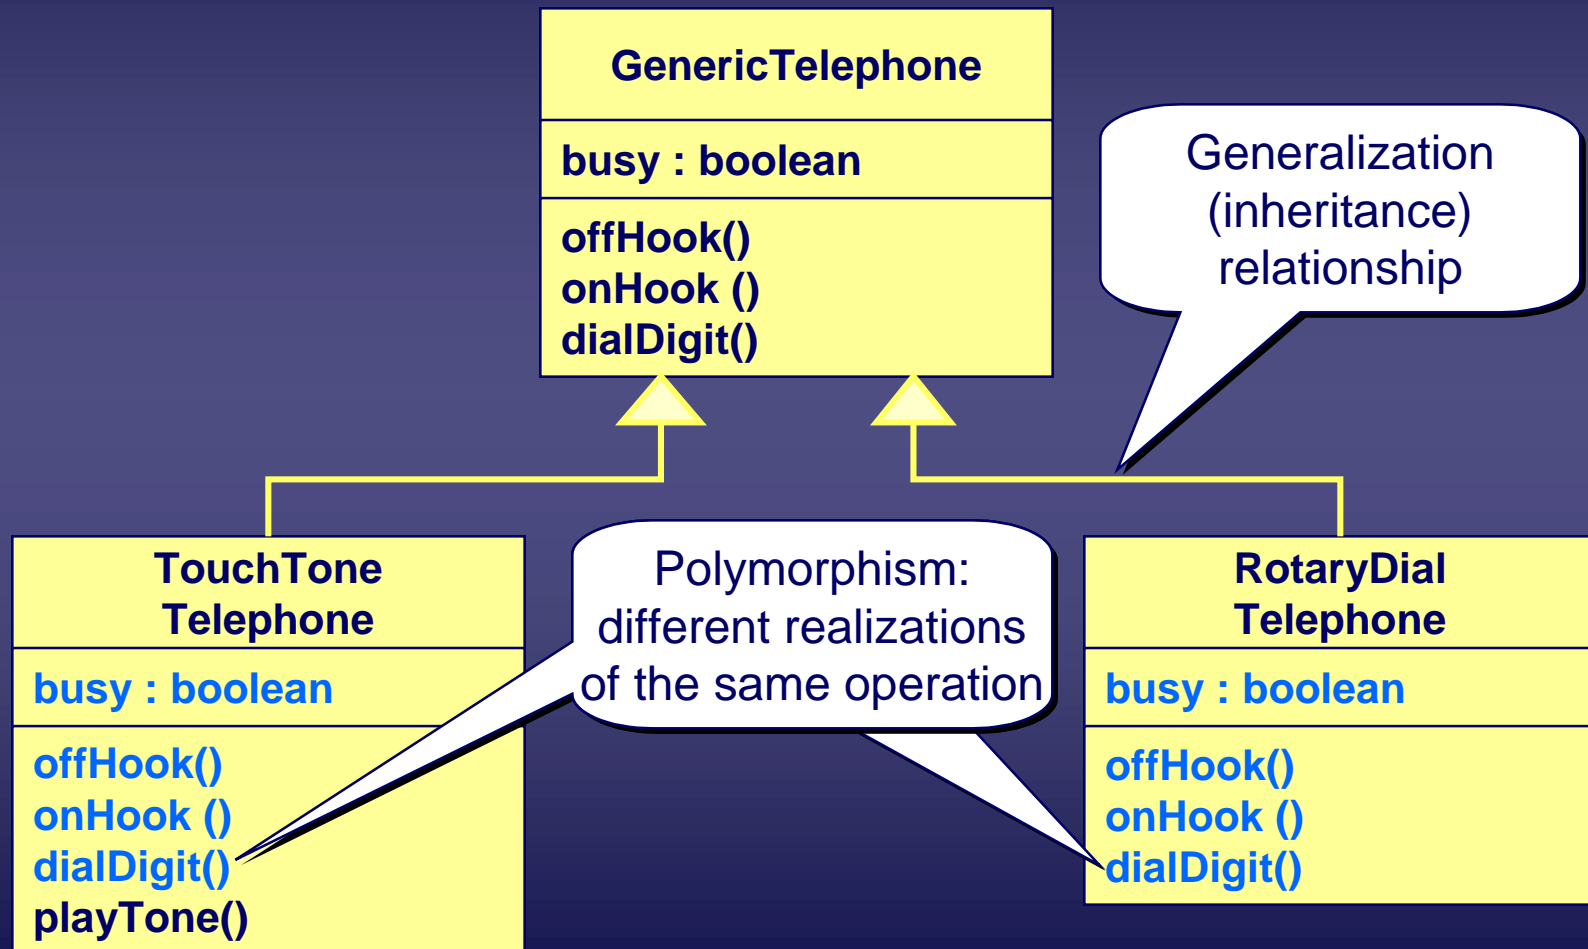 GenericTelephone
busy : boolean
offHook()
onHook ()
dialDigit()
Generalization
(inheritance)
relationship
TouchTone
Telephone
busy : boolean
offHook()
onHook ()
dialDigit()
playTone()
Polymorphism:
different realizations
of the same operation
RotaryDial
Telephone
busy : boolean
offHook()
onHook ()
dialDigit()